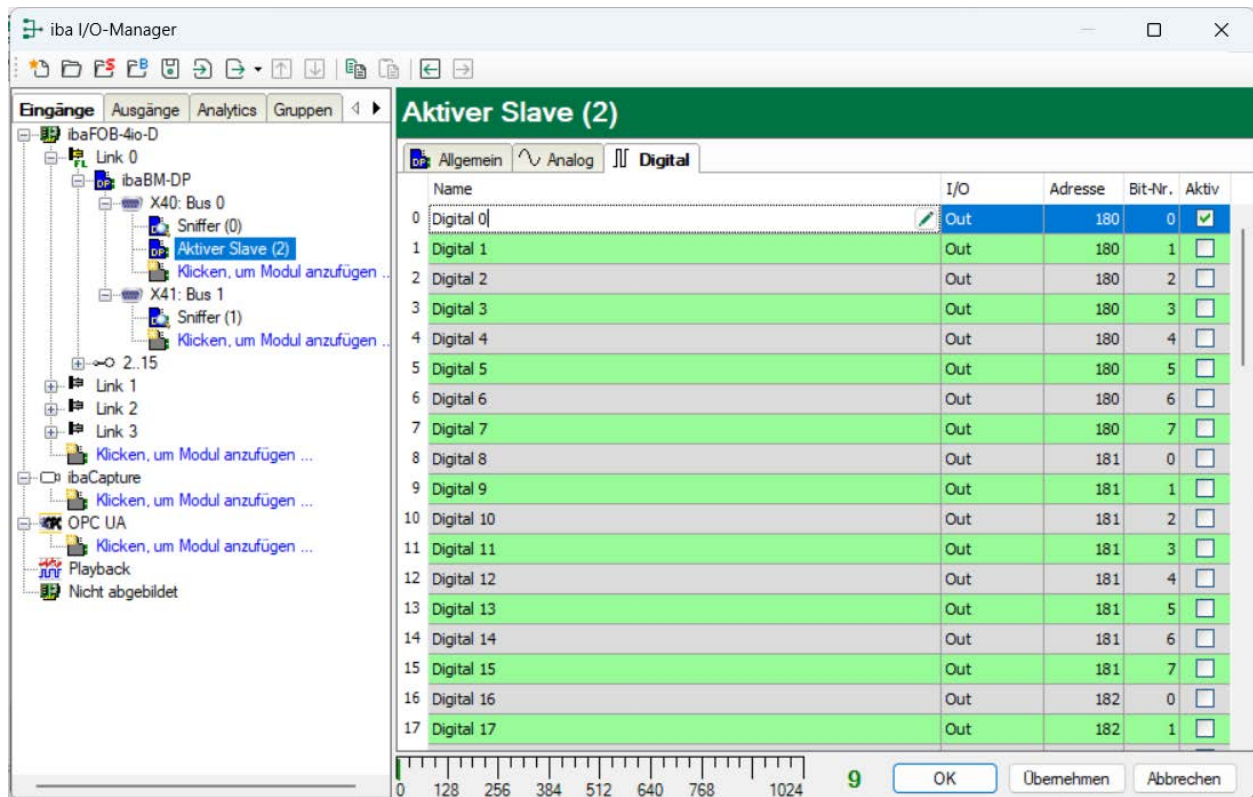 iba I/O-Manager
Eingänge Ausgänge Analytics Gruppen
ibaFOB-4io-D
Link 0
ibaBM-DP
X40: Bus 0
Sniffer (0)
Aktiver Slave (2)
Klicken, um Modul anzufügen ..
X41: Bus 1
Sniffer (1)
Klicken, um Modul anzufügen ..
2..15
Link 1
Link 2
Link 3
Klicken, um Modul anzufügen ...
ibaCapture
Klicken, um Modul anzufügen ...
OPC UA
Klicken, um Modul anzufügen ...
Playback
Nicht abgebildet
Aktiver Slave (2)
Allgemein Analog Digital
Name I/O Adresse Bit-Nr. Aktiv
0 Digital 0 Out 180 0
1 Digital 1 Out 180 1
2 Digital 2 Out 180 2
3 Digital 3 Out 180 3
4 Digital 4 Out 180 4
5 Digital 5 Out 180 5
6 Digital 6 Out 180 6
7 Digital 7 Out 180 7
8 Digital 8 Out 181 0
9 Digital 9 Out 181 1
10 Digital 10 Out 181 2
11 Digital 11 Out 181 3
12 Digital 12 Out 181 4
13 Digital 13 Out 181 5
14 Digital 14 Out 181 6
15 Digital 15 Out 181 7
16 Digital 16 Out 182 0
17 Digital 17 Out 182 1
0 128 256 384 512 640 768 1024 9 OK Übernehmen Abbrechen